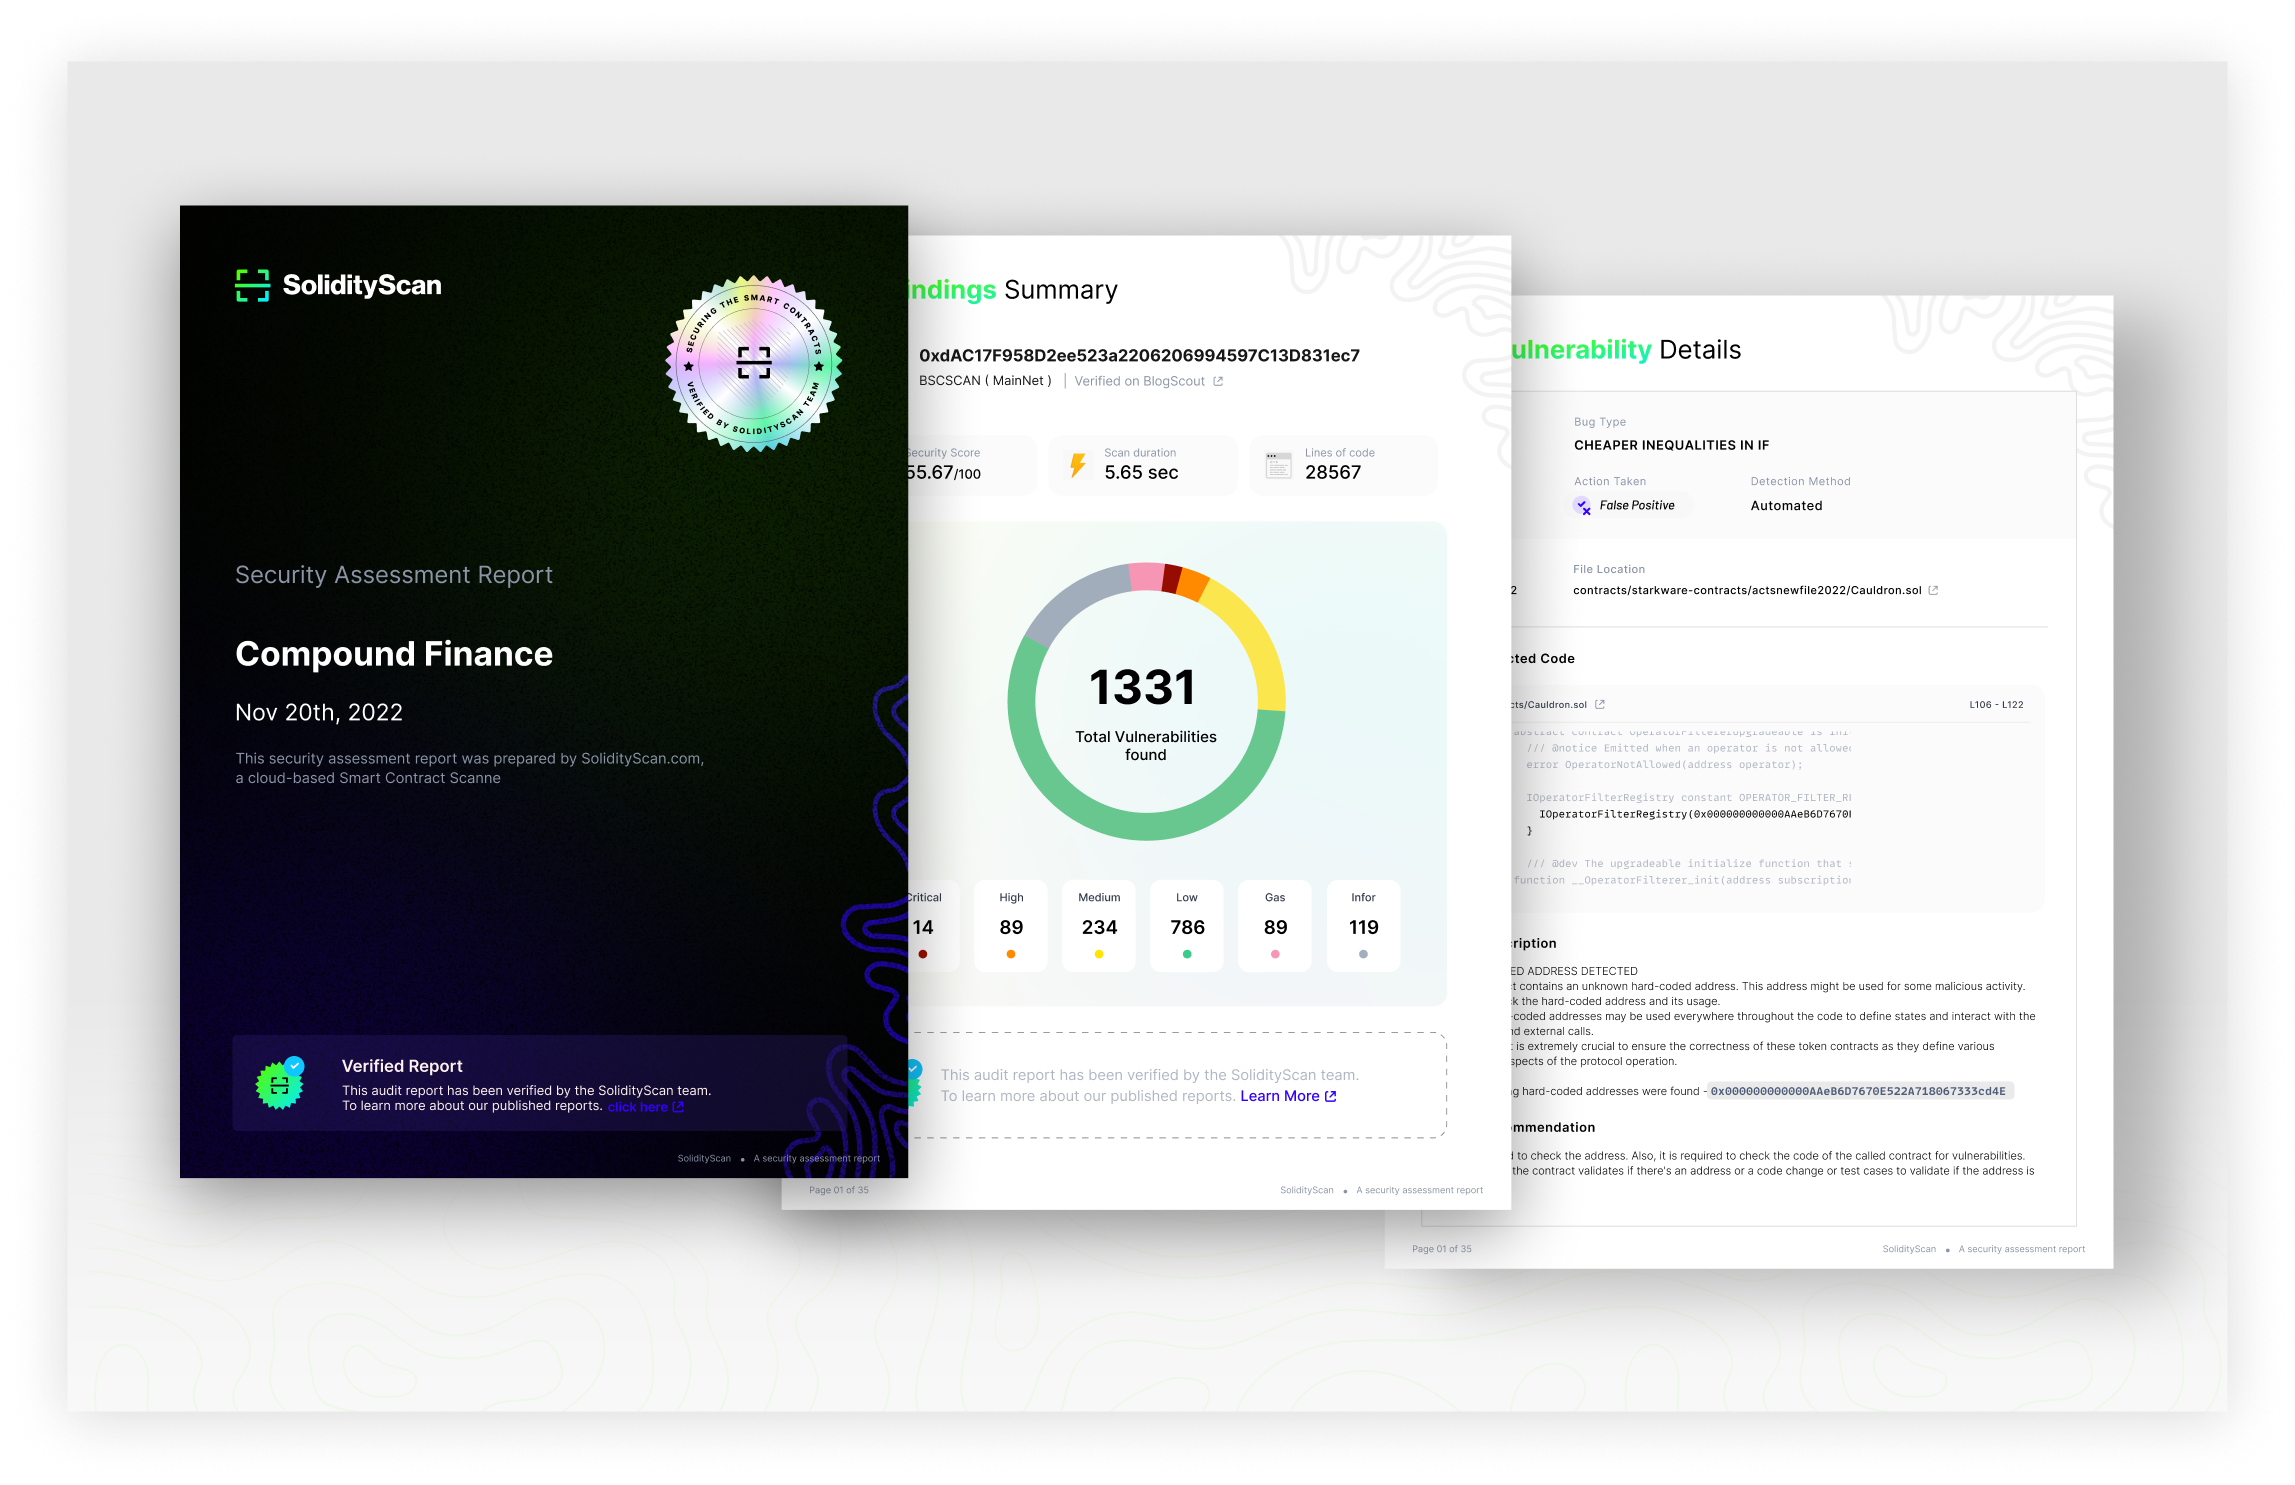 SolidityScan
SECURING THE SMART CONTRACTS
VERIFIED BY SOLIDITYSCAN TEAM
Security Assessment Report
Compound Finance
Nov 20th, 2022
This security assessment report was prepared by SolidityScan.com,
a cloud-based Smart Contract Scanne
Verified Report
This audit report has been verified by the SolidityScan team.
To learn more about our published reports. click here
SolidityScan • A security assessment report
indings Summary
0xdAC17F958D2ee523a2206206994597C13D831ec7
BSCSCAN ( MainNet ) | Verified on BlogScout
Security Score
55.67/100
Scan duration
5.65 sec
Lines of code
28567
1331
Total Vulnerabilities
found
Critical
14
High
89
Medium
234
Low
786
Gas
89
Infor
119
This audit report has been verified by the SolidityScan team.
To learn more about our published reports. Learn More
Page 01 of 35
SolidityScan • A security assessment report
ulnerability Details
Bug Type
CHEAPER INEQUALITIES IN IF
Action Taken
False Positive
Detection Method
Automated
2
File Location
contracts/starkware-contracts/actsnewfile2022/Cauldron.sol
cted Code
cts/Cauldron.sol
L106 - L122
abstract contract OperatorFiltererUpgradeable is Ini
/// @notice Emitted when an operator is not allowe
error OperatorNotAllowed(address operator);
IOperatorFilterRegistry constant OPERATOR_FILTER_R
IOperatorFilterRegistry(0x000000000000AAeB6D7670
}
/// @dev The upgradeable initialize function that
function __OperatorFilterer_init(address subscription
ription
ED ADDRESS DETECTED
ct contains an unknown hard-coded address. This address might be used for some malicious activity.
ck the hard-coded address and its usage.
-coded addresses may be used everywhere throughout the code to define states and interact with the
nd external calls.
t is extremely crucial to ensure the correctness of these token contracts as they define various
spects of the protocol operation.
g hard-coded addresses were found - 0x000000000000AAeB6D7670E522A718067333cd4E
mmendation
d to check the address. Also, it is required to check the code of the called contract for vulnerabilities.
the contract validates if there's an address or a code change or test cases to validate if the address is
Page 01 of 35
SolidityScan • A security assessment report